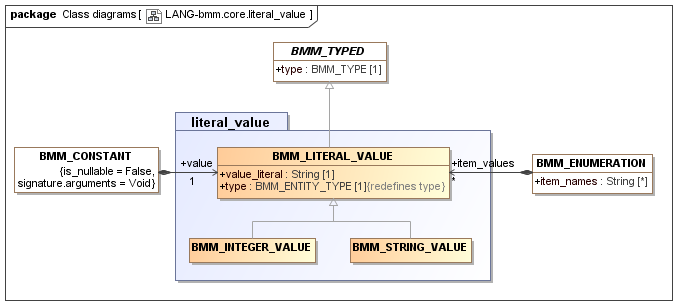 package Class diagrams[ LANG-bmm.core.literal_value ]
BMM_TYPED
+type : BMM_TYPE [1]
literal_value
BMM_CONSTANT
{is_nullable = False,
signature.arguments = Void}
+value
1
BMM_LITERAL_VALUE
+value_literal : String [1]
+type : BMM_ENTITY_TYPE [1]{redefines type}
+item_values
*
BMM_ENUMERATION
+item_names : String [*]
BMM_INTEGER_VALUE
BMM_STRING_VALUE